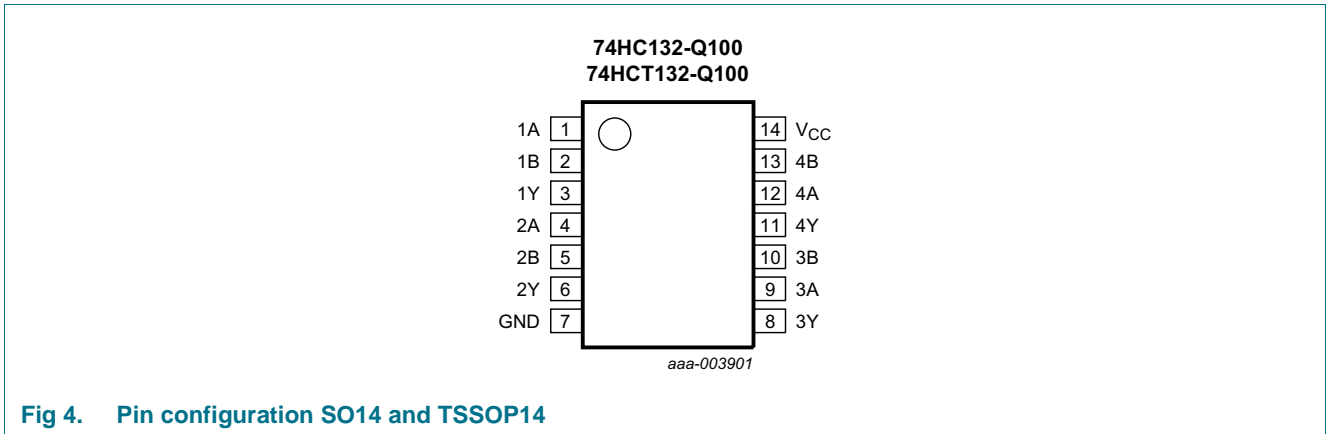 74HC132-Q100
74HCT132-Q100
1A 1 14 VCC
1B 2 13 4B
1Y 3 12 4A
2A 4 11 4Y
2B 5 10 3B
2Y 6 9 3A
GND 7 8 3Y
aaa-003901
Fig 4. Pin configuration SO14 and TSSOP14